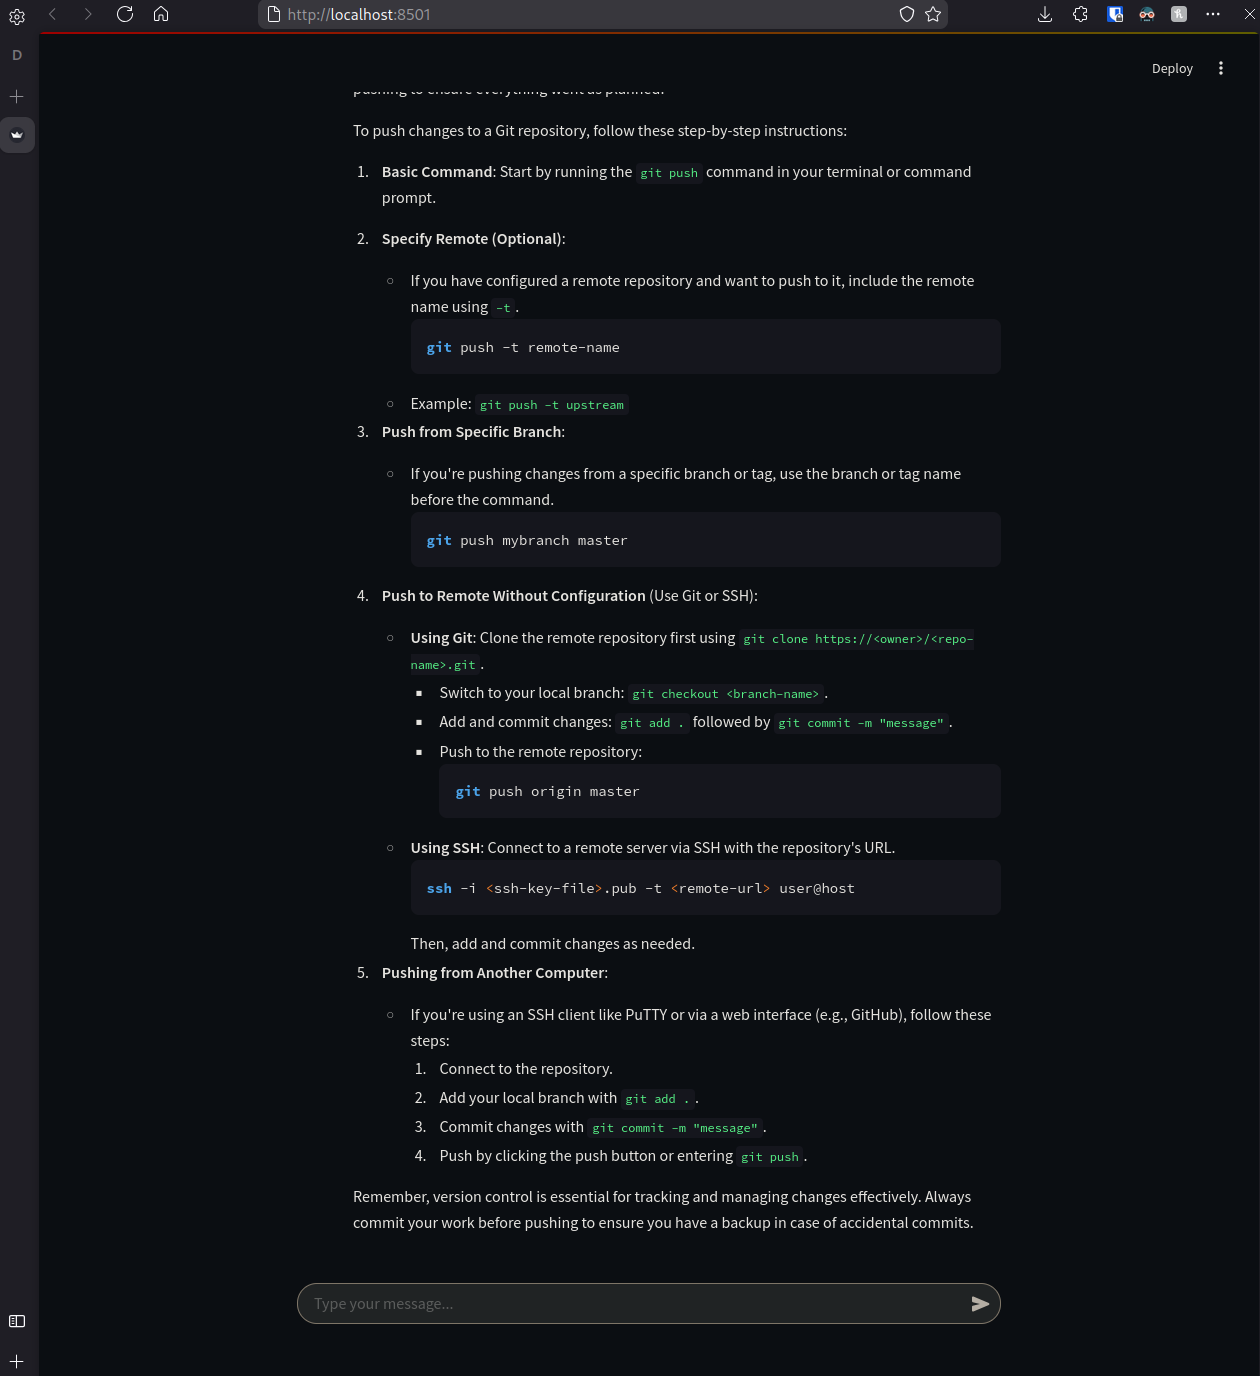 http://localhost:8501
D
Deploy
pushing to ensure everything went as planned.
To push changes to a Git repository, follow these step-by-step instructions:
1. Basic Command: Start by running the git push command in your terminal or command
prompt.
2. Specify Remote (Optional):
○ If you have configured a remote repository and want to push to it, include the remote
name using -t .
git push -t remote-name
○ Example: git push -t upstream
3. Push from Specific Branch:
○ If you're pushing changes from a specific branch or tag, use the branch or tag name
before the command.
git push mybranch master
4. Push to Remote Without Configuration (Use Git or SSH):
○ Using Git: Clone the remote repository first using git clone https://<owner>/<repo-
name>.git .
▪ Switch to your local branch: git checkout <branch-name> .
▪ Add and commit changes: git add . followed by git commit -m "message" .
▪ Push to the remote repository:
git push origin master
○ Using SSH: Connect to a remote server via SSH with the repository's URL.
ssh -i <ssh-key-file>.pub -t <remote-url> user@host
Then, add and commit changes as needed.
5. Pushing from Another Computer:
○ If you're using an SSH client like PuTTY or via a web interface (e.g., GitHub), follow these
steps:
1. Connect to the repository.
2. Add your local branch with git add . .
3. Commit changes with git commit -m "message" .
4. Push by clicking the push button or entering git push .
Remember, version control is essential for tracking and managing changes effectively. Always
commit your work before pushing to ensure you have a backup in case of accidental commits.
Type your message...